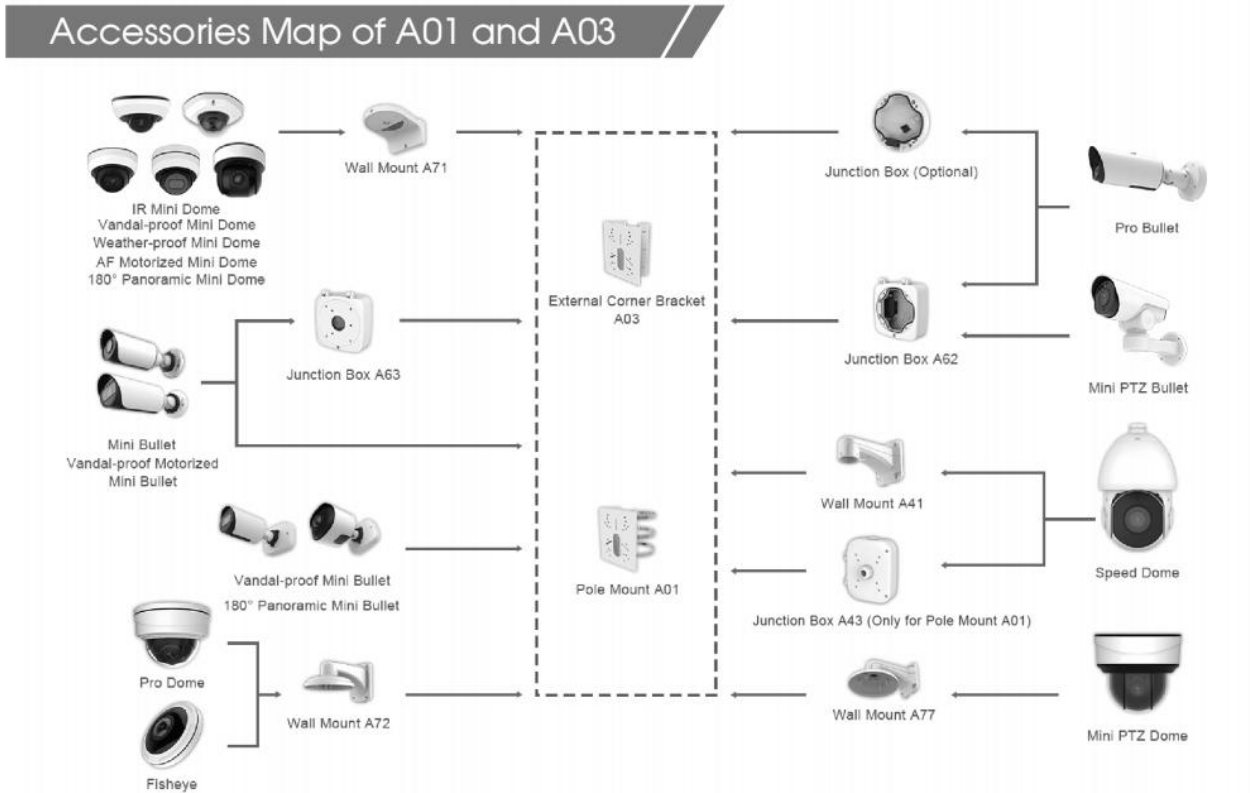 Accessories Map of A01 and A03
Wall Mount A71
IR Mini Dome
Vandal-proof Mini Dome
Weather-proof Mini Dome
AF Motorized Mini Dome
180° Panoramic Mini Dome
Junction Box A63
Mini Bullet
Vandal-proof Motorized
Mini Bullet
Vandal-proof Mini Bullet
180° Panoramic Mini Bullet
Pro Dome
Wall Mount A72
Fisheye
External Corner Bracket
A03
Pole Mount A01
Junction Box (Optional)
Pro Bullet
Junction Box A62
Mini PTZ Bullet
Wall Mount A41
Speed Dome
Junction Box A43 (Only for Pole Mount A01)
Wall Mount A77
Mini PTZ Dome